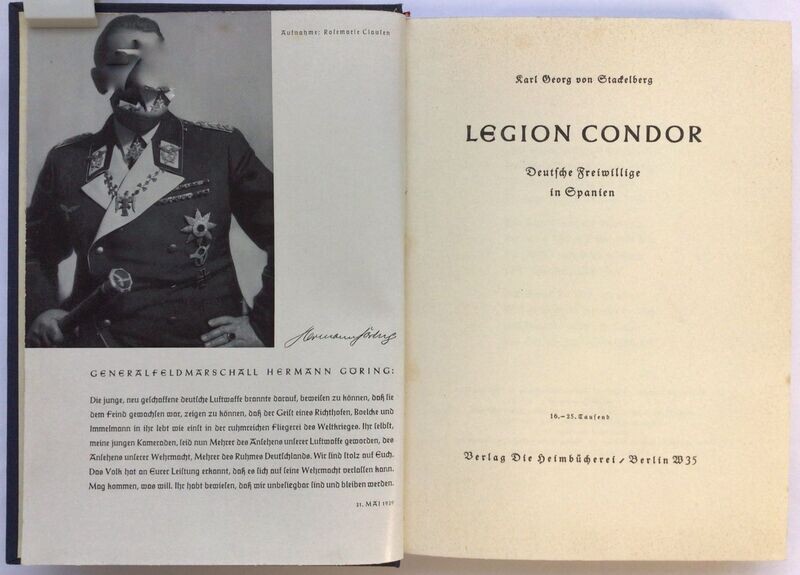 Aufnahme: Rosemarie Clausen
Hermann Göring
GENERALFELDMARSCHALL HERMANN GÖRING:
Die junge, neu geschaffene deutsche Luftwaffe brannte darauf, beweisen zu können, daß sie
dem Feind gewachsen war, zeigen zu können, daß der Geist eines Richthofen, Boelcke und
Immelmann in ihr lebt wie einst in der ruhmreichen Fliegerei des Weltkrieges. Ihr selbst,
meine jungen Kameraden, seid nun Mehrer des Ansehens unserer Luftwaffe geworden, des
Ansehens unserer Wehrmacht, Mehrer des Ruhmes Deutschlands. Wir sind stolz auf Euch.
Das Volk hat an Eurer Leistung erkannt, daß es sich auf seine Wehrmacht verlassen kann.
Mag kommen, was will. Ihr habt bewiesen, daß wir unbesiegbar sind und bleiben werden.
31. MAI 1939
Karl Georg von Stackelberg
LEGION CONDOR
Deutsche Freiwillige
in Spanien
16.–25. Tausend
Verlag Die Heimbücherei / Berlin W 35